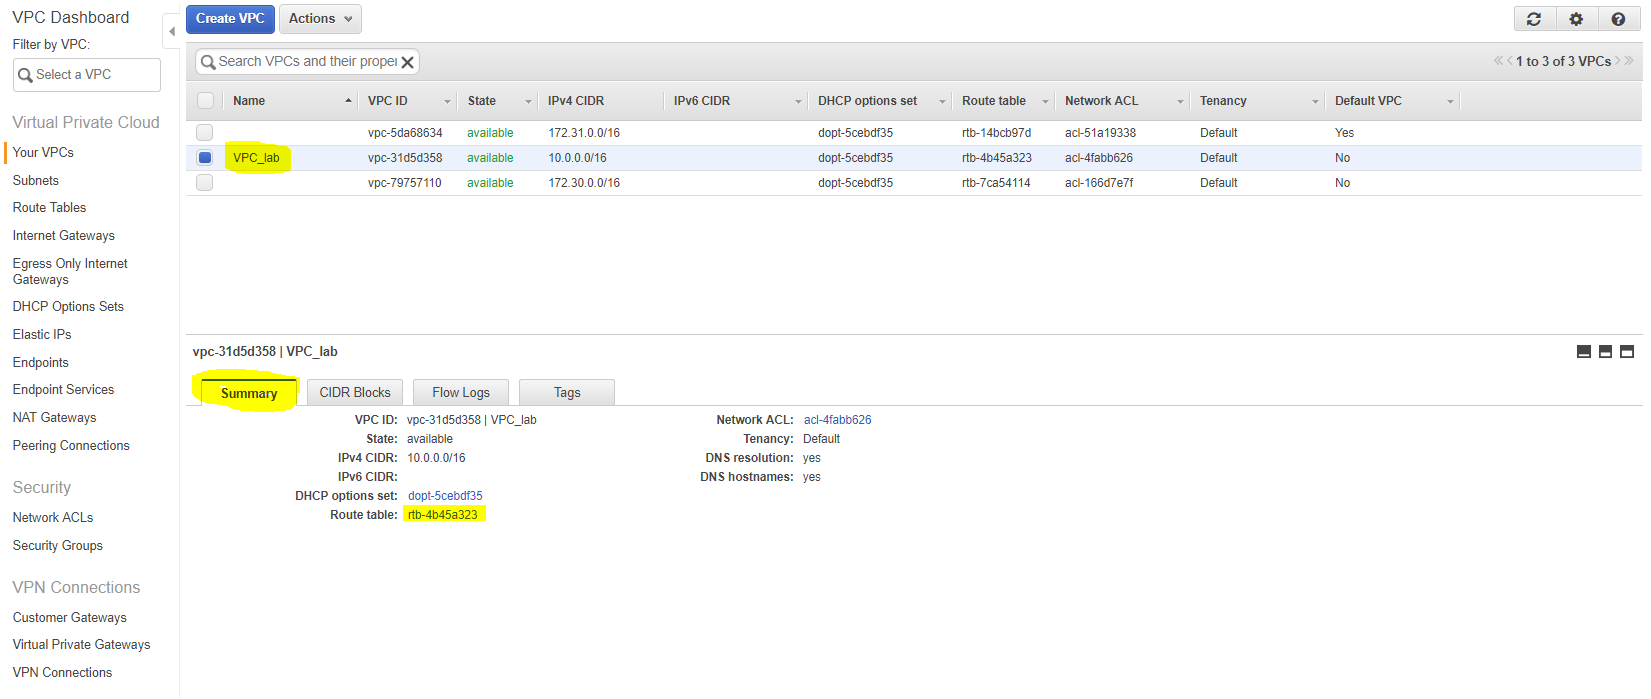 VPC Dashboard
Filter by VPC:
Select a VPC
Virtual Private Cloud
Your VPCs
Subnets
Route Tables
Internet Gateways
Egress Only Internet
Gateways
DHCP Options Sets
Elastic IPs
Endpoints
Endpoint Services
NAT Gateways
Peering Connections
Security
Network ACLs
Security Groups
VPN Connections
Customer Gateways
Virtual Private Gateways
VPN Connections
Create VPC Actions
Search VPCs and their proper 1 to 3 of 3 VPCs
Name VPC ID State IPv4 CIDR IPv6 CIDR DHCP options set Route table Network ACL Tenancy Default VPC
vpc-5da68634 available 172.31.0.0/16 dopt-5cebdf35 rtb-14bcb97d acl-51a19338 Default Yes
VPC_lab vpc-31d5d358 available 10.0.0.0/16 dopt-5cebdf35 rtb-4b45a323 acl-4fabb626 Default No
vpc-79757110 available 172.30.0.0/16 dopt-5cebdf35 rtb-7ca54114 acl-166d7e7f Default No
vpc-31d5d358 | VPC_lab
Summary CIDR Blocks Flow Logs Tags
VPC ID: vpc-31d5d358 | VPC_lab
State: available
IPv4 CIDR: 10.0.0.0/16
IPv6 CIDR:
DHCP options set: dopt-5cebdf35
Route table: rtb-4b45a323
Network ACL: acl-4fabb626
Tenancy: Default
DNS resolution: yes
DNS hostnames: yes